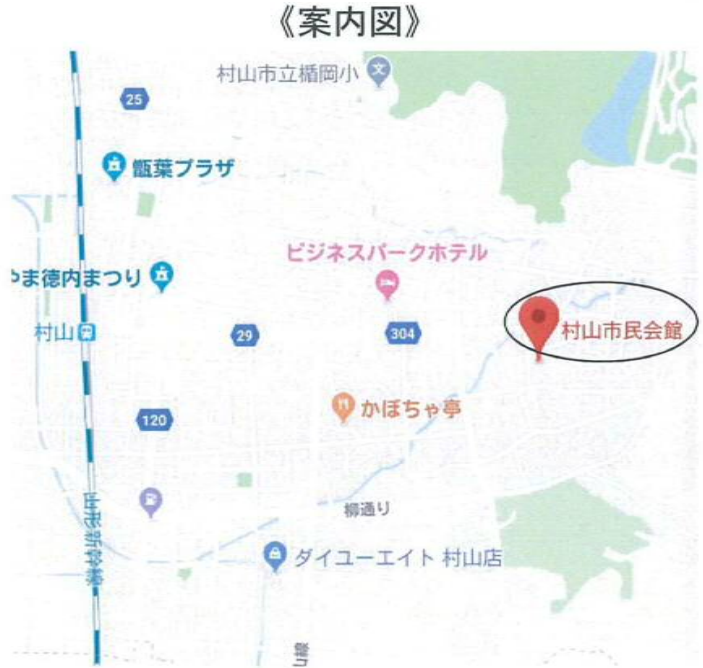 《案内図》
村山市立楯岡小
25
甑葉プラザ
ビジネスパークホテル
やま徳内まつり
村山
29
304
村山市民会館
かぼちゃ亭
120
柳通り
山形新幹線
ダイユーエイト 村山店